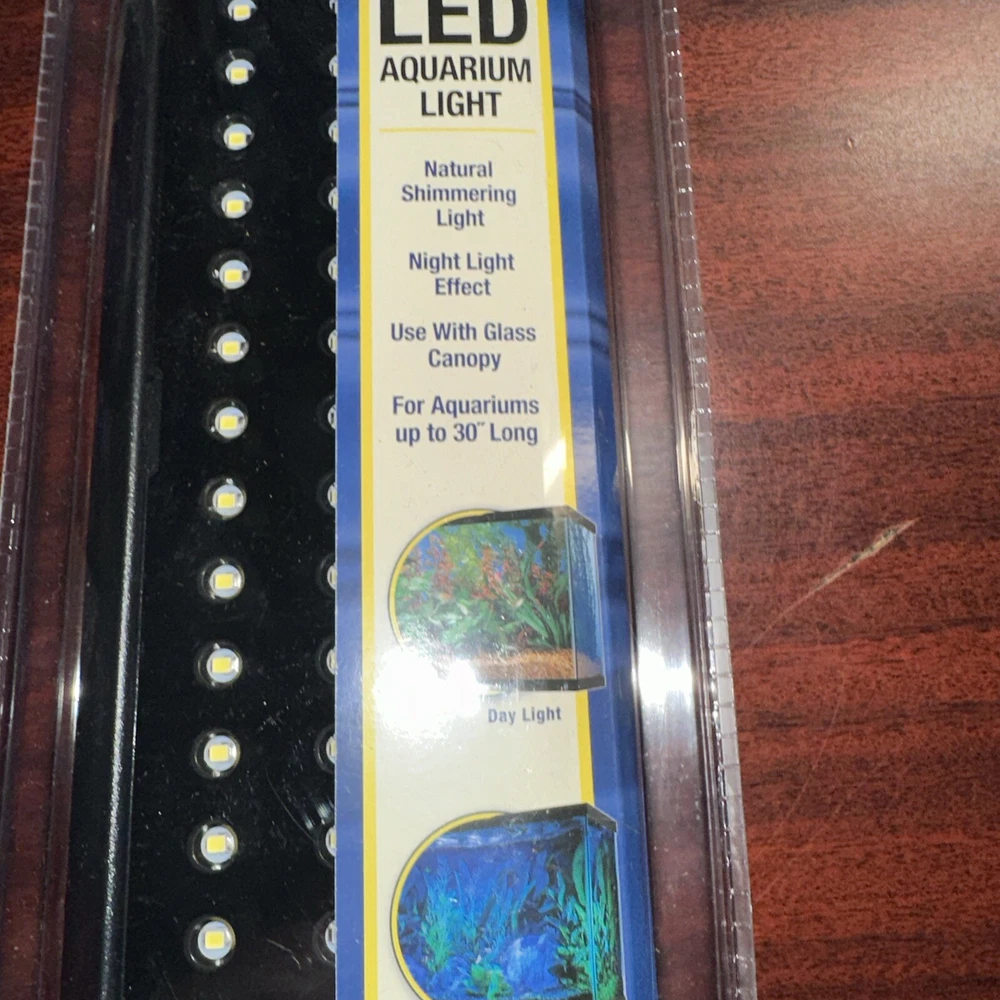 LED
AQUARIUM
LIGHT
Natural
Shimmering
Light
Night Light
Effect
Use With Glass
Canopy
For Aquariums
up to 30" Long
Day Light